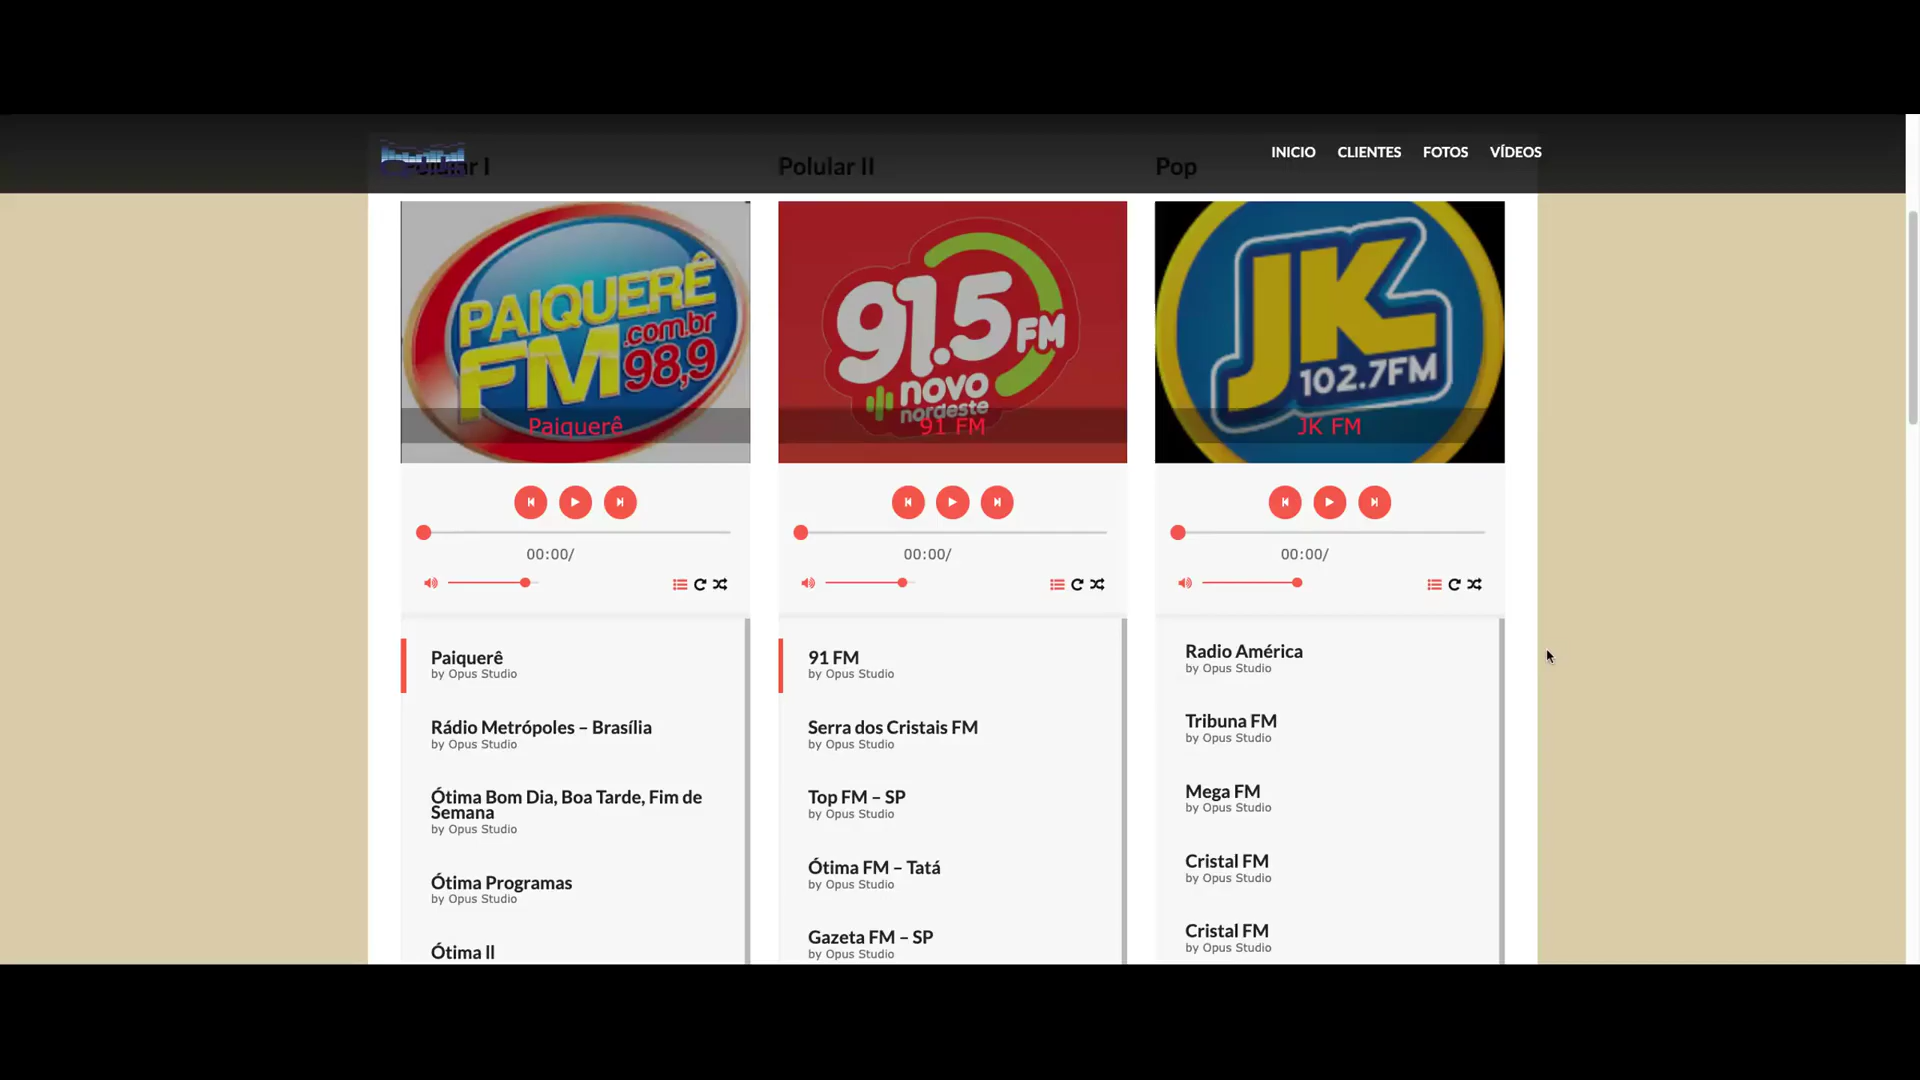 INICIO CLIENTES FOTOS VÍDEOS
Polular II
Pop
PAIQUERÊ
.com.br
FM 98,9
Paiquerê
91.5 FM
novo
nordeste
91 FM
JK
102.7FM
JK FM
00:00/
00:00/
00:00/
Paiquerê
by Opus Studio
Rádio Metrópoles – Brasília
by Opus Studio
Ótima Bom Dia, Boa Tarde, Fim de
Semana
by Opus Studio
Ótima Programas
by Opus Studio
Ótima ll
91 FM
by Opus Studio
Serra dos Cristais FM
by Opus Studio
Top FM – SP
by Opus Studio
Ótima FM – Tatá
by Opus Studio
Gazeta FM – SP
by Opus Studio
Radio América
by Opus Studio
Tribuna FM
by Opus Studio
Mega FM
by Opus Studio
Cristal FM
by Opus Studio
Cristal FM
by Opus Studio